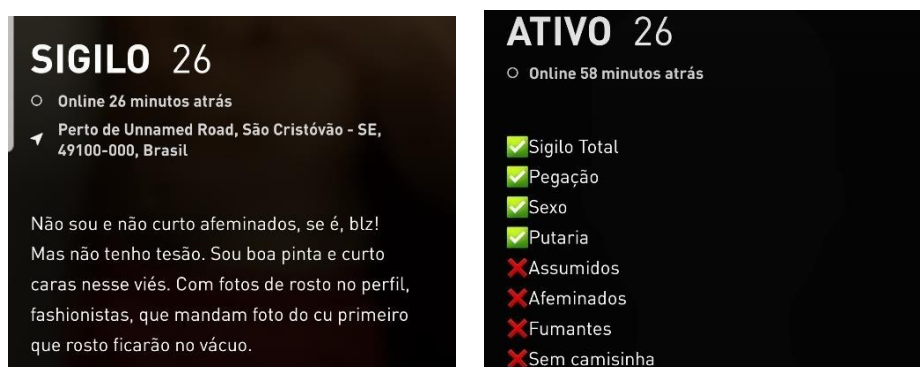 SIGILO 26
Online 26 minutos atrás
Perto de Unnamed Road, São Cristóvão - SE,
49100-000, Brasil
Não sou e não curto afeminados, se é, blz!
Mas não tenho tesão. Sou boa pinta e curto
caras nesse viés. Com fotos de rosto no perfil,
fashionistas, que mandam foto do cu primeiro
que rosto ficarão no vácuo.
ATIVO 26
Online 58 minutos atrás
✅Sigilo Total
✅Pegação
✅Sexo
✅Putaria
❌Assumidos
❌Afeminados
❌Fumantes
❌Sem camisinha